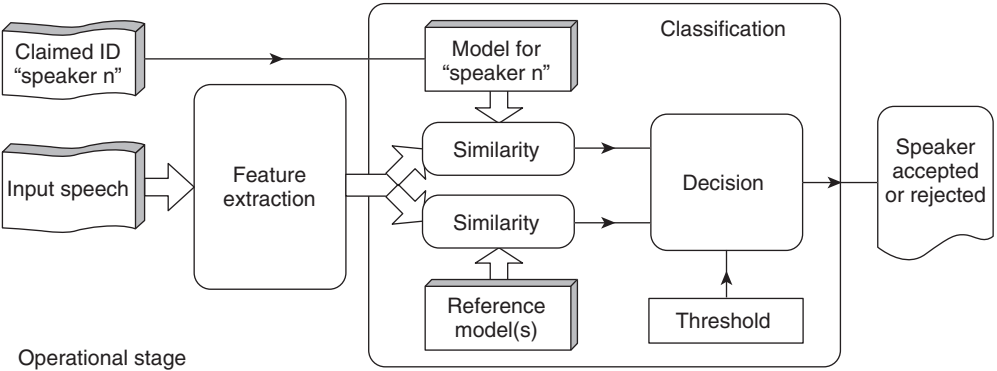 Claimed ID
“speaker n”
Model for
“speaker n”
Classification
Input speech
Feature
extraction
Similarity
Similarity
Decision
Speaker
accepted
or rejected
Reference
model(s)
Threshold
Operational stage